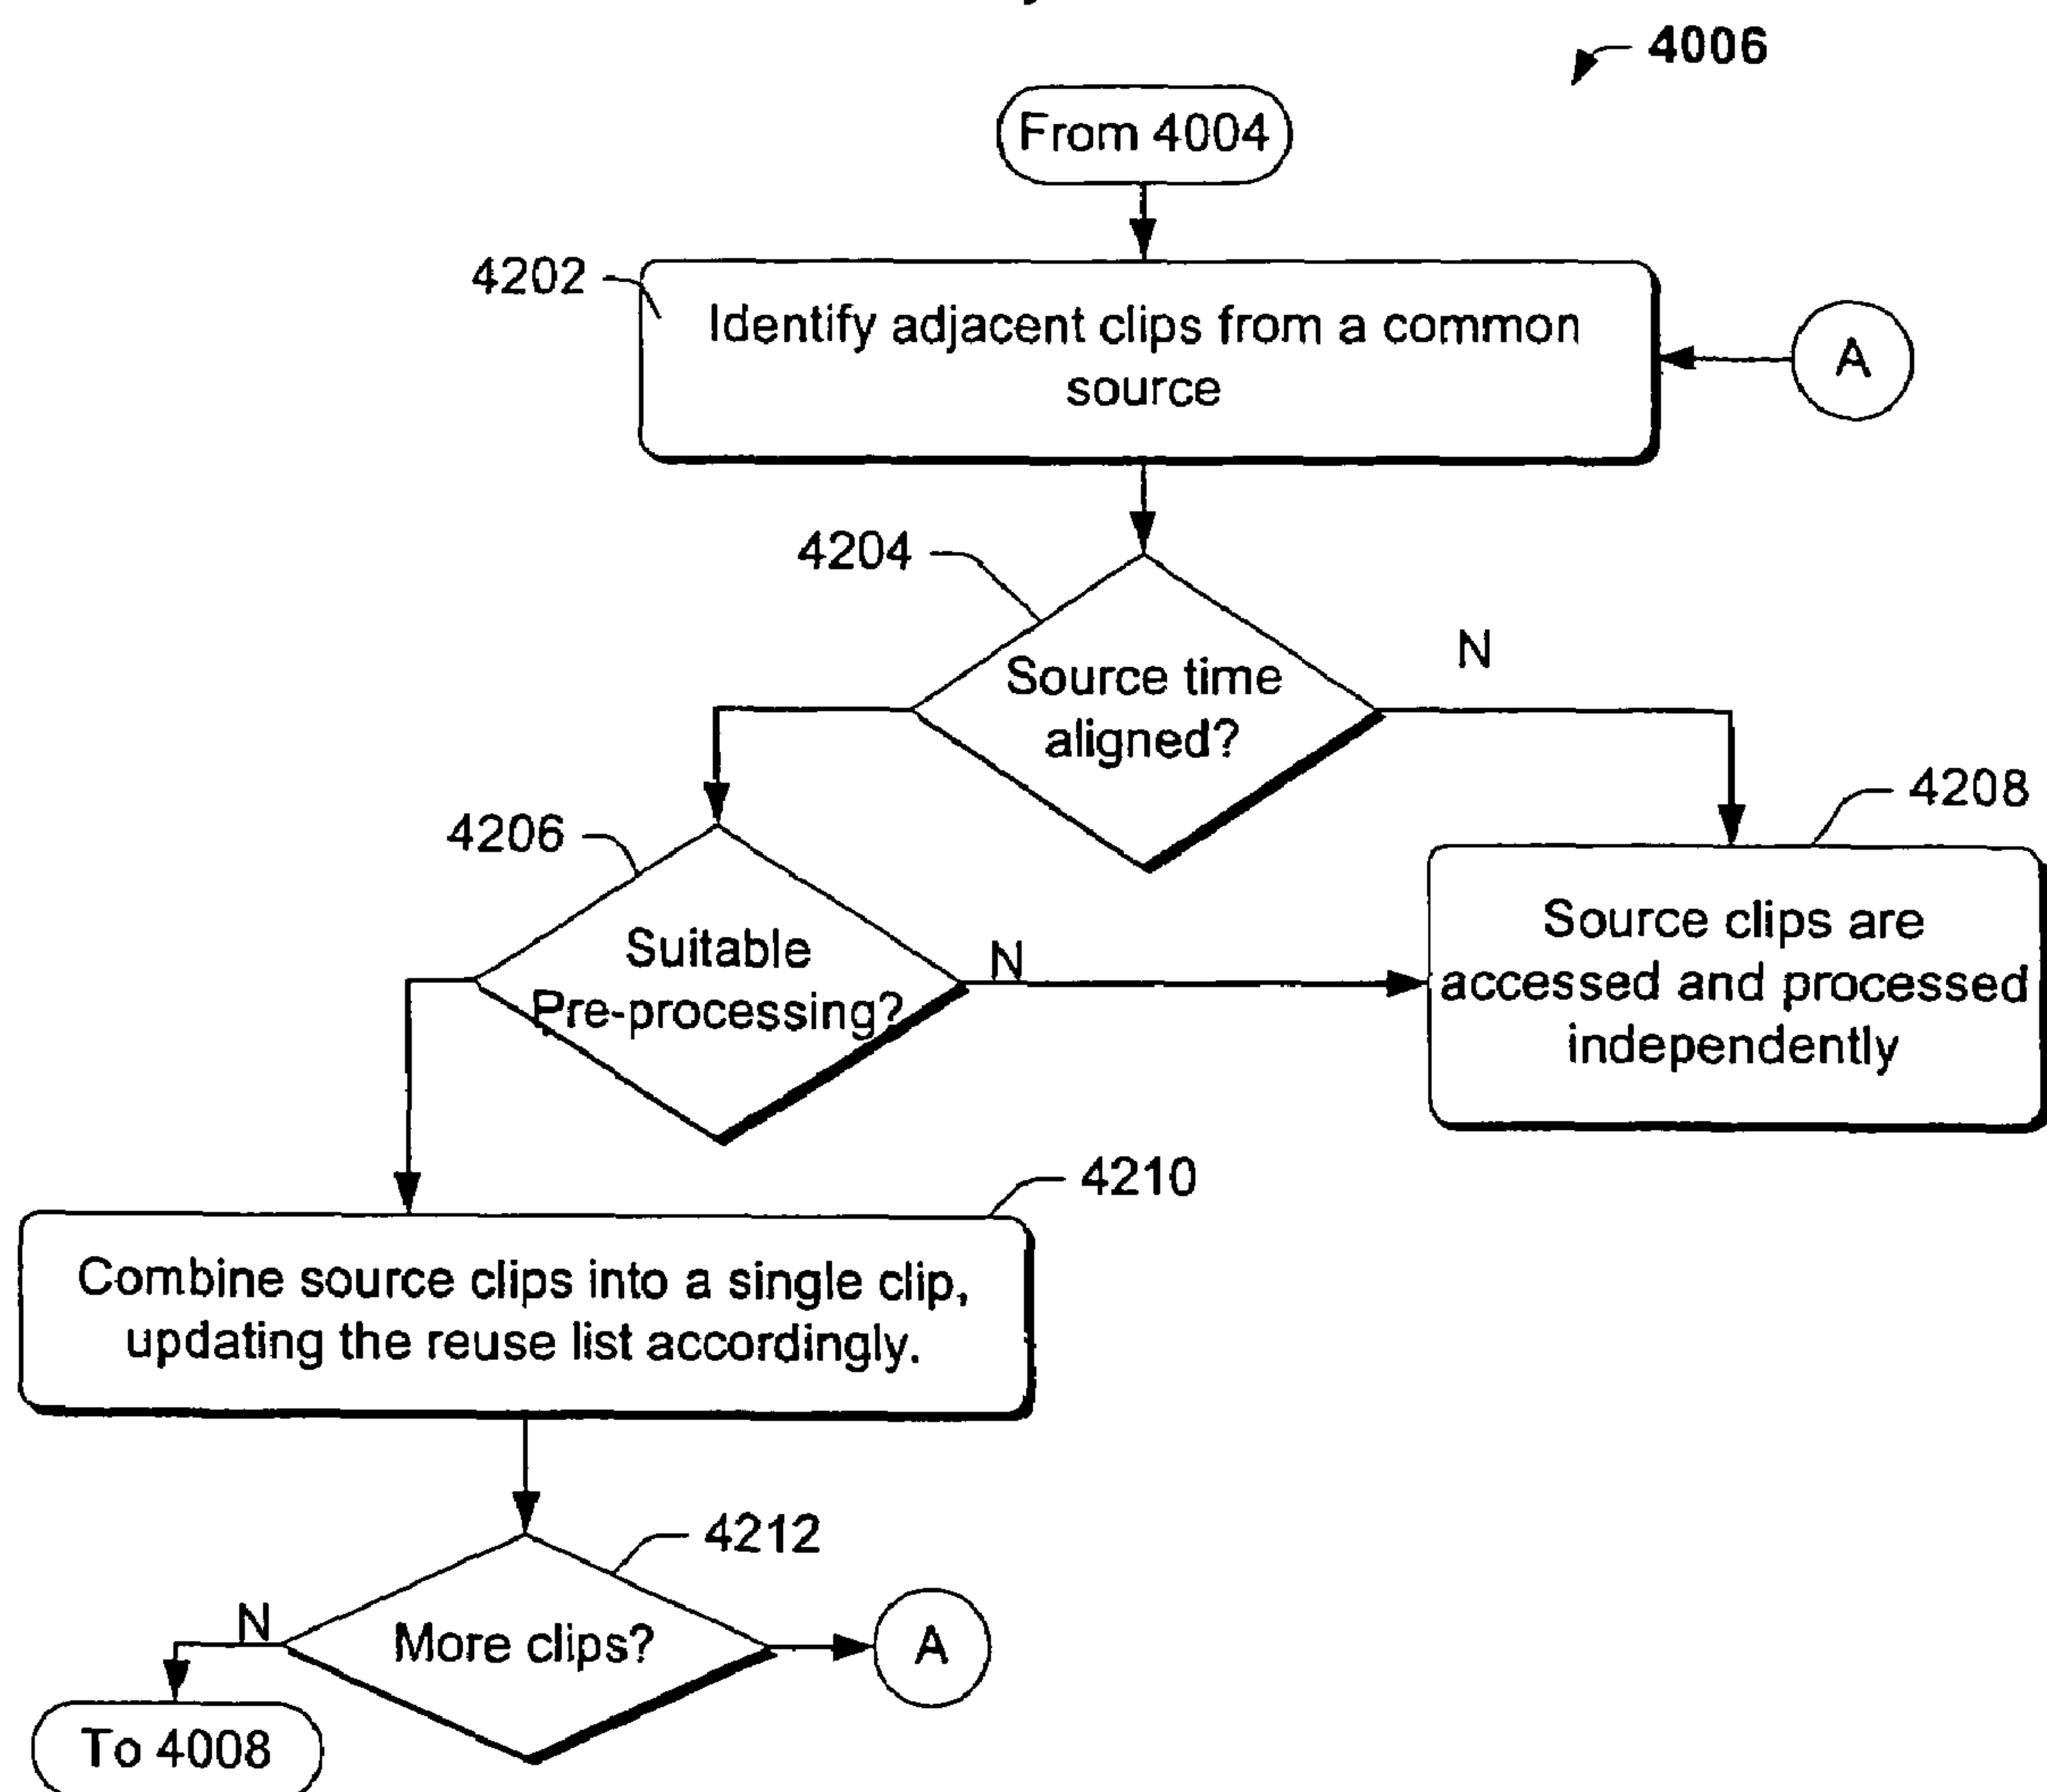 4006
From 4004
4202
Identify adjacent clips from a common
source
A
4204
Source time
aligned?
N
4206
Suitable
Pre-processing?
N
4208
Source clips are
accessed and processed
independently
4210
Combine source clips into a single clip,
updating the reuse list accordingly.
4212
More clips?
N
A
To 4008